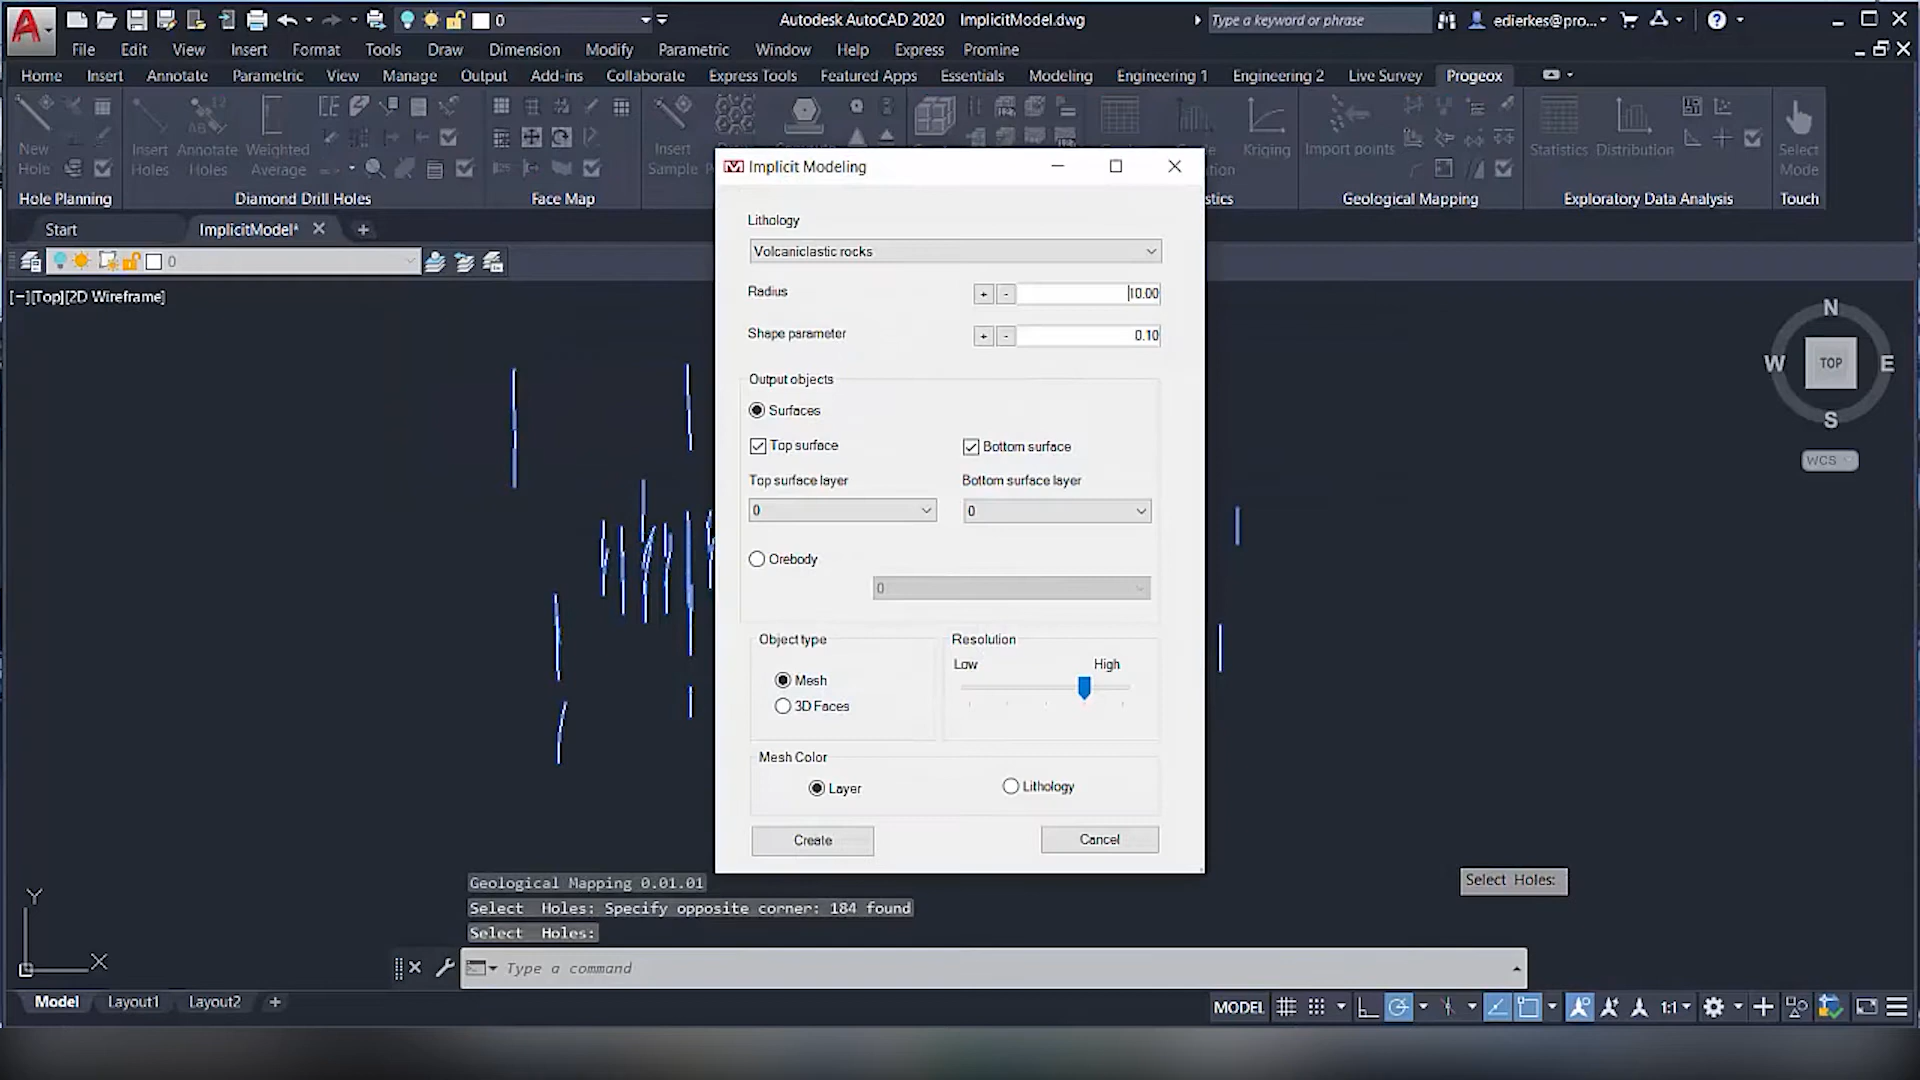 0
Autodesk AutoCAD 2020 ImplicitModel.dwg
Type a keyword or phrase
edierkes@pro...
File Edit View Insert Format Tools Draw Dimension Modify Parametric Window Help Express Promine
Home Insert Annotate Parametric View Manage Output Add-ins Collaborate Express Tools Featured Apps Essentials Modeling Engineering 1 Engineering 2 Live Survey Progeox
New Hole
Insert Holes
Annotate Holes
Weighted Average
Insert Sample
Kriging
Import points
Statistics
Distribution
Select Mode
Hole Planning
Diamond Drill Holes
Face Map
stics
Geological Mapping
Exploratory Data Analysis
Touch
Start
ImplicitModel*
0
[−][Top][2D Wireframe]
N
W
TOP
E
S
WCS
Implicit Modeling
Lithology
Volcaniclastic rocks
Radius
+
-
10.00
Shape parameter
+
-
0.10
Output objects
Surfaces
Top surface
Bottom surface
Top surface layer
Bottom surface layer
0
0
Orebody
0
Object type
Mesh
3D Faces
Resolution
Low
High
Mesh Color
Layer
Lithology
Create
Cancel
Select Holes:
Geological Mapping 0.01.01
Select Holes: Specify opposite corner: 184 found
Select Holes:
Type a command
Y
X
Model
Layout1
Layout2
MODEL
1:1